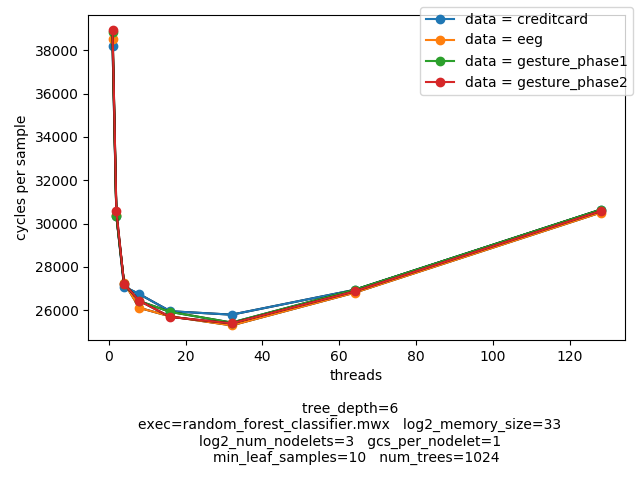 data = creditcard
data = eeg
data = gesture_phase1
data = gesture_phase2
38000
36000
34000
32000
30000
28000
26000
cycles per sample
0 20 40 60 80 100 120
threads
tree_depth=6
exec=random_forest_classifier.mwx log2_memory_size=33
log2_num_nodelets=3 gcs_per_nodelet=1
min_leaf_samples=10 num_trees=1024